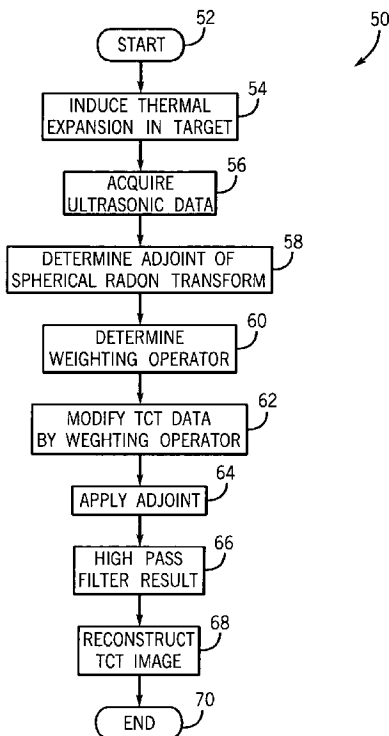 50
52
START
54
INDUCE THERMAL
EXPANSION IN TARGET
56
ACQUIRE
ULTRASONIC DATA
58
DETERMINE ADJOINT OF
SPHERICAL RADON TRANSFORM
60
DETERMINE
WEIGHTING OPERATOR
62
MODIFY TCT DATA
BY WEGHTING OPERATOR
64
APPLY ADJOINT
66
HIGH PASS
FILTER RESULT
68
RECONSTRUCT
TCT IMAGE
70
END